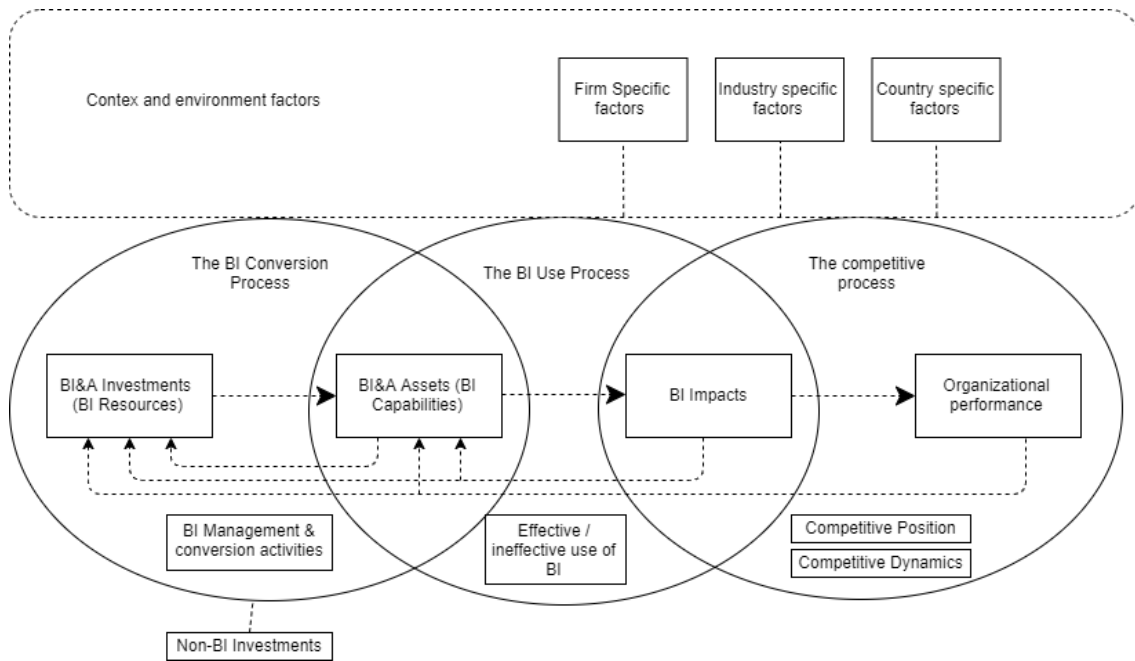 Contex and environment factors
Firm Specific
factors
Industry specific
factors
Country specific
factors
The BI Conversion
Process
The BI Use Process
The competitive
process
BI&A Investments
(BI Resources)
BI&A Assets (BI
Capabilities)
BI Impacts
Organizational
performance
BI Management &
conversion activities
Effective /
ineffective use of
BI
Competitive Position
Competitive Dynamics
Non-BI Investments